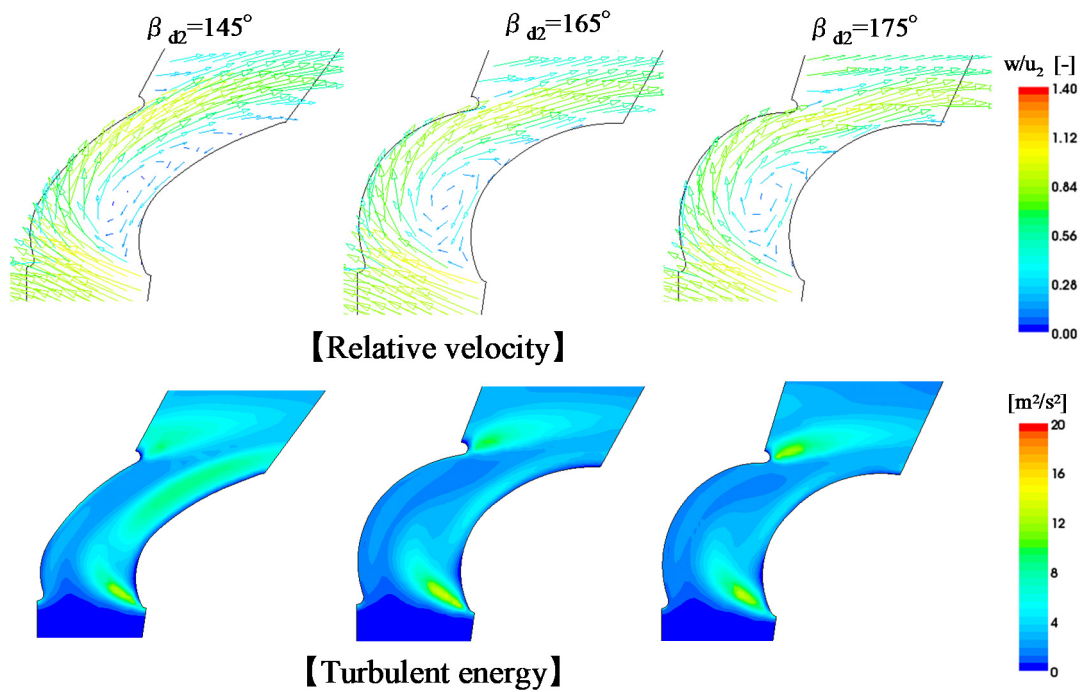 β d2=145° β d2=165° β d2=175°
w/u2 [-]
1.40
1.12
0.84
0.56
0.28
0.00
【Relative velocity】
[m²/s²]
20
16
12
8
4
0
【Turbulent energy】